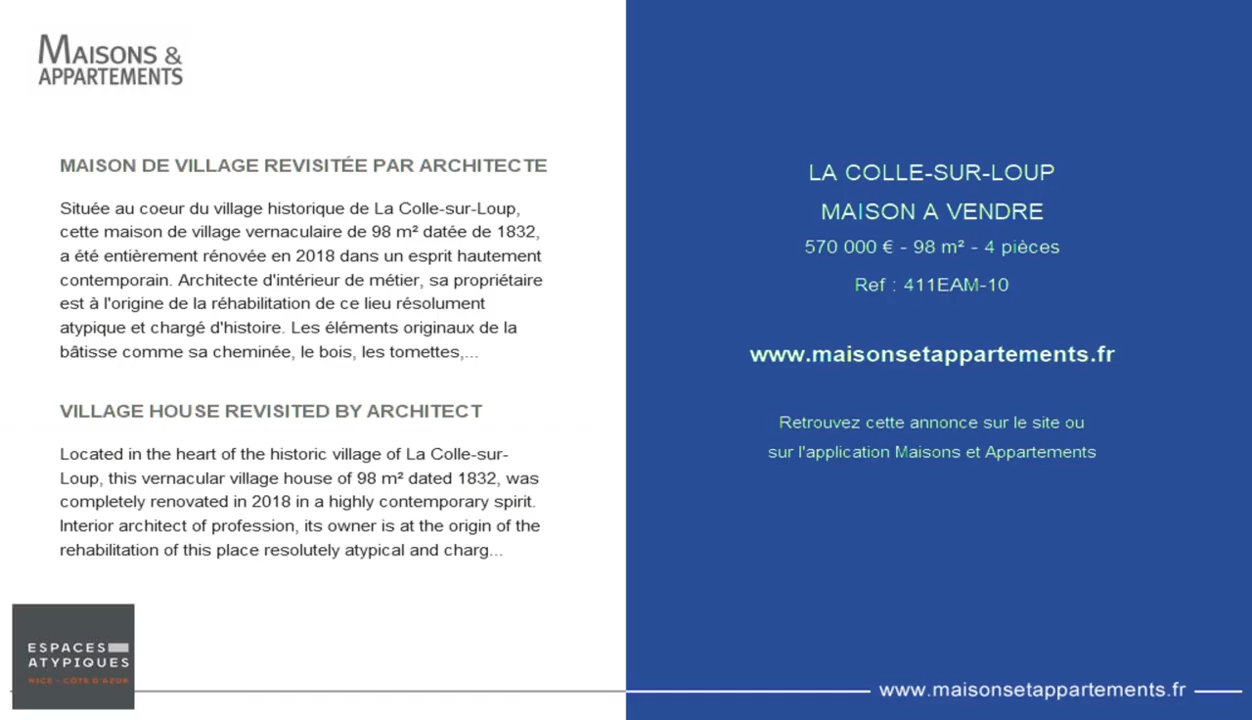 MAISONS &
APPARTEMENTS
MAISON DE VILLAGE REVISITÉE PAR ARCHITECTE
Située au coeur du village historique de La Colle-sur-Loup,
cette maison de village vernaculaire de 98 m² datée de 1832,
a été entièrement rénovée en 2018 dans un esprit hautement
contemporain. Architecte d'intérieur de métier, sa propriétaire
est à l'origine de la réhabilitation de ce lieu résolument
atypique et chargé d'histoire. Les éléments originaux de la
bâtisse comme sa cheminée, le bois, les tomettes,...
VILLAGE HOUSE REVISITED BY ARCHITECT
Located in the heart of the historic village of La Colle-sur-
Loup, this vernacular village house of 98 m² dated 1832, was
completely renovated in 2018 in a highly contemporary spirit.
Interior architect of profession, its owner is at the origin of the
rehabilitation of this place resolutely atypical and charg...
ESPACES
ATYPIQUES
NICE - CÔTE D'AZUR
LA COLLE-SUR-LOUP
MAISON A VENDRE
570 000 € - 98 m² - 4 pièces
Ref : 411EAM-10
www.maisonsetappartements.fr
Retrouvez cette annonce sur le site ou
sur l'application Maisons et Appartements
www.maisonsetappartements.fr